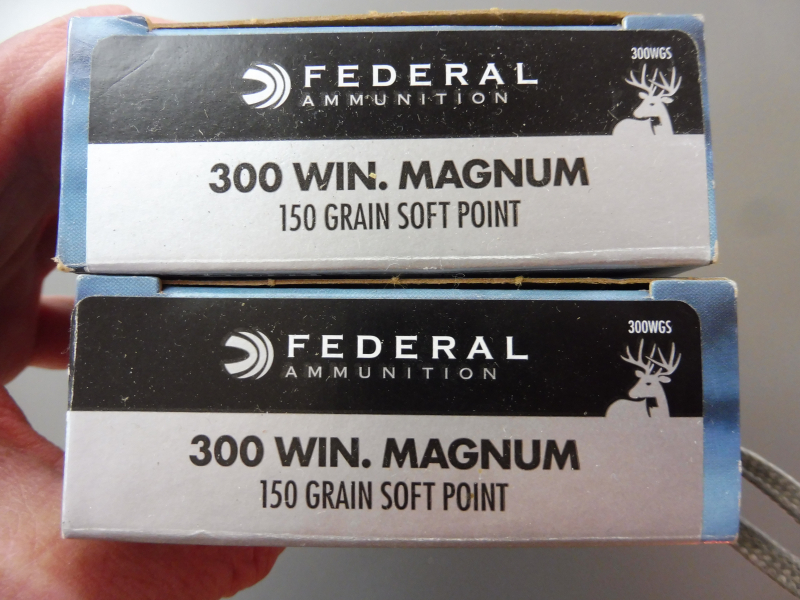 300WGS
FEDERAL
AMMUNITION
300 WIN. MAGNUM
150 GRAIN SOFT POINT
300WGS
FEDERAL
AMMUNITION
300 WIN. MAGNUM
150 GRAIN SOFT POINT